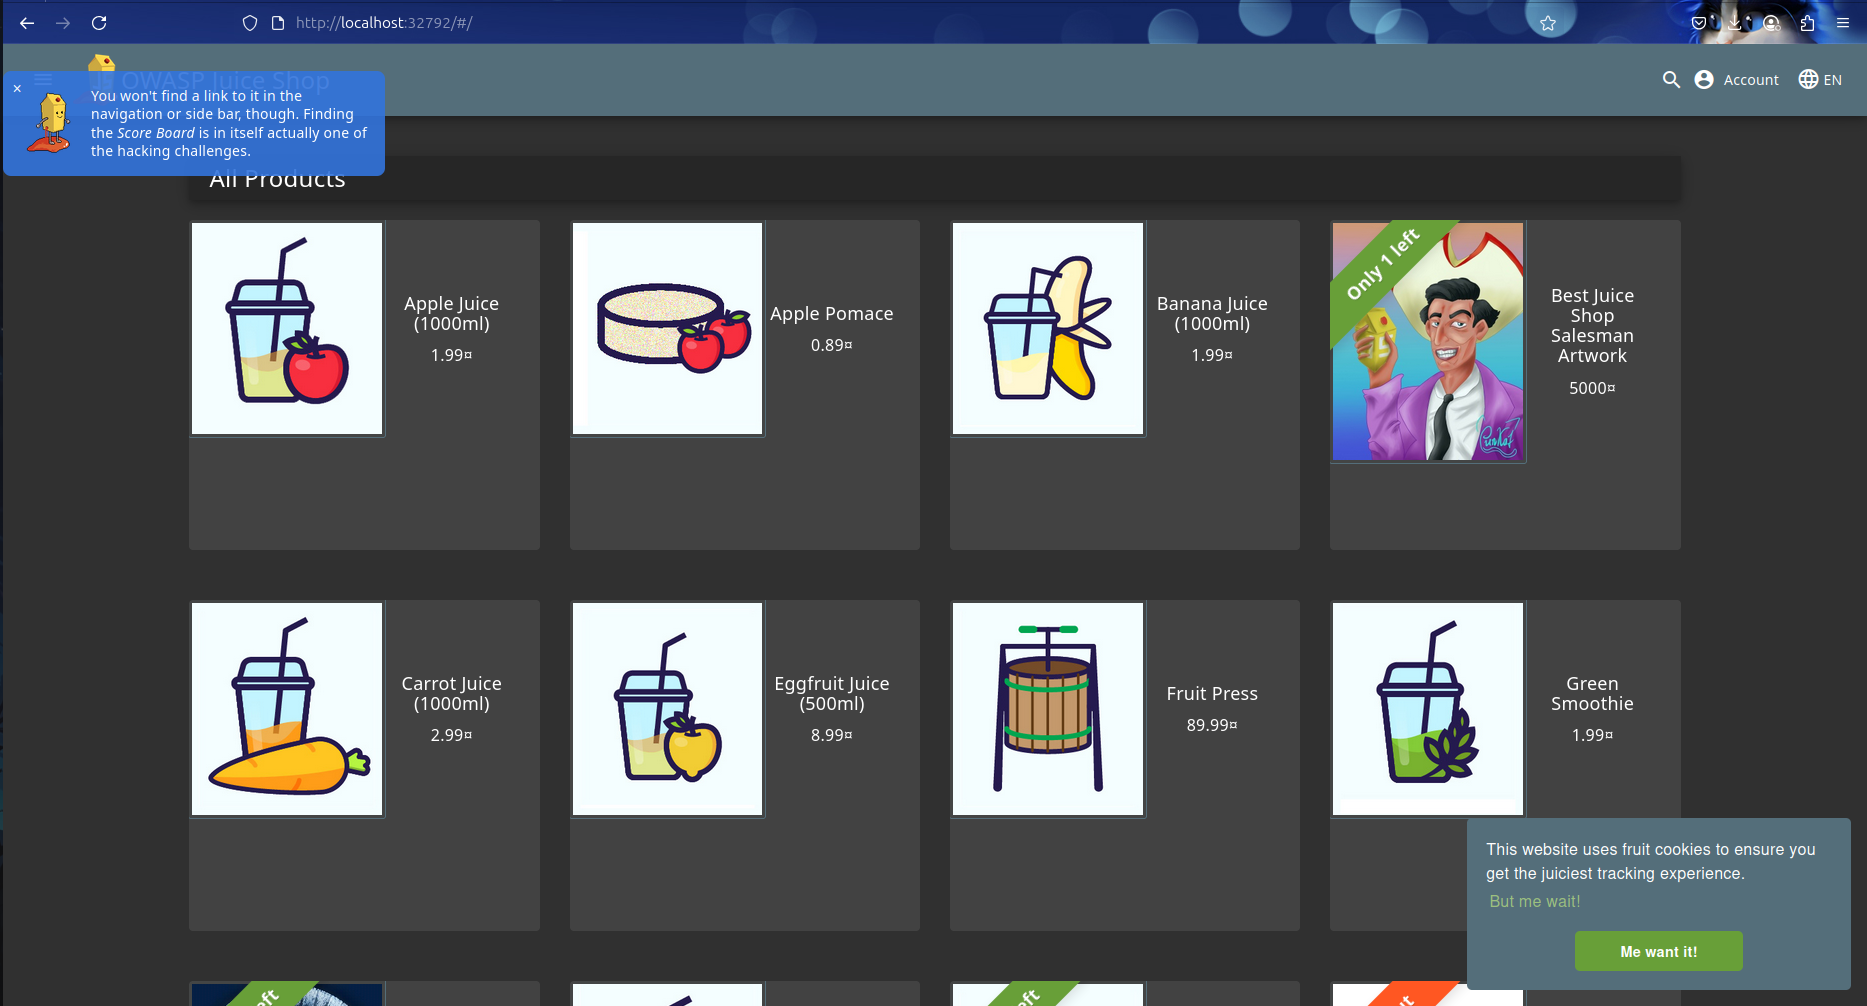 http://localhost:32792/#/
OWASP Juice Shop
Account
EN
×
You won't find a link to it in the
navigation or side bar, though. Finding
the Score Board is in itself actually one of
the hacking challenges.
All Products
Apple Juice
(1000ml)
1.99¤
Apple Pomace
0.89¤
Banana Juice
(1000ml)
1.99¤
Only 1 left
Best Juice
Shop
Salesman
Artwork
5000¤
Carrot Juice
(1000ml)
2.99¤
Eggfruit Juice
(500ml)
8.99¤
Fruit Press
89.99¤
Green
Smoothie
1.99¤
This website uses fruit cookies to ensure you
get the juiciest tracking experience.
But me wait!
Me want it!